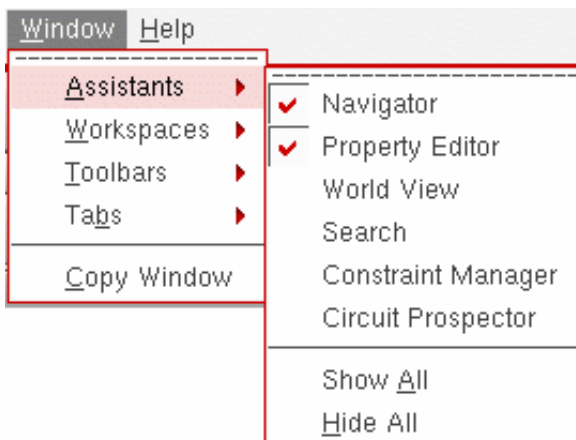 Window Help
Assistants
Workspaces
Toolbars
Tabs
Copy Window
Navigator
Property Editor
World View
Search
Constraint Manager
Circuit Prospector
Show All
Hide All